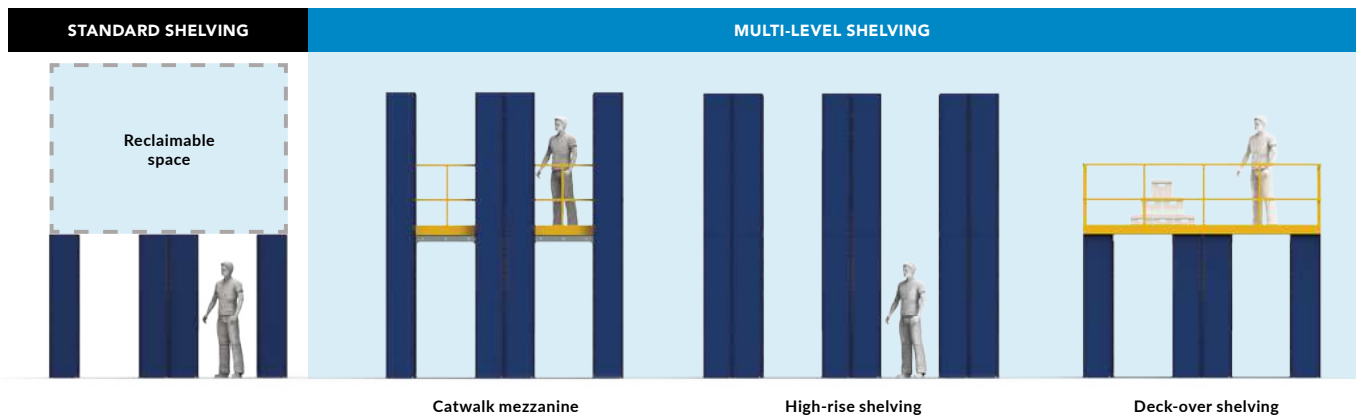 STANDARD SHELVING
MULTI-LEVEL SHELVING
Reclaimable
space
Catwalk mezzanine
High-rise shelving
Deck-over shelving